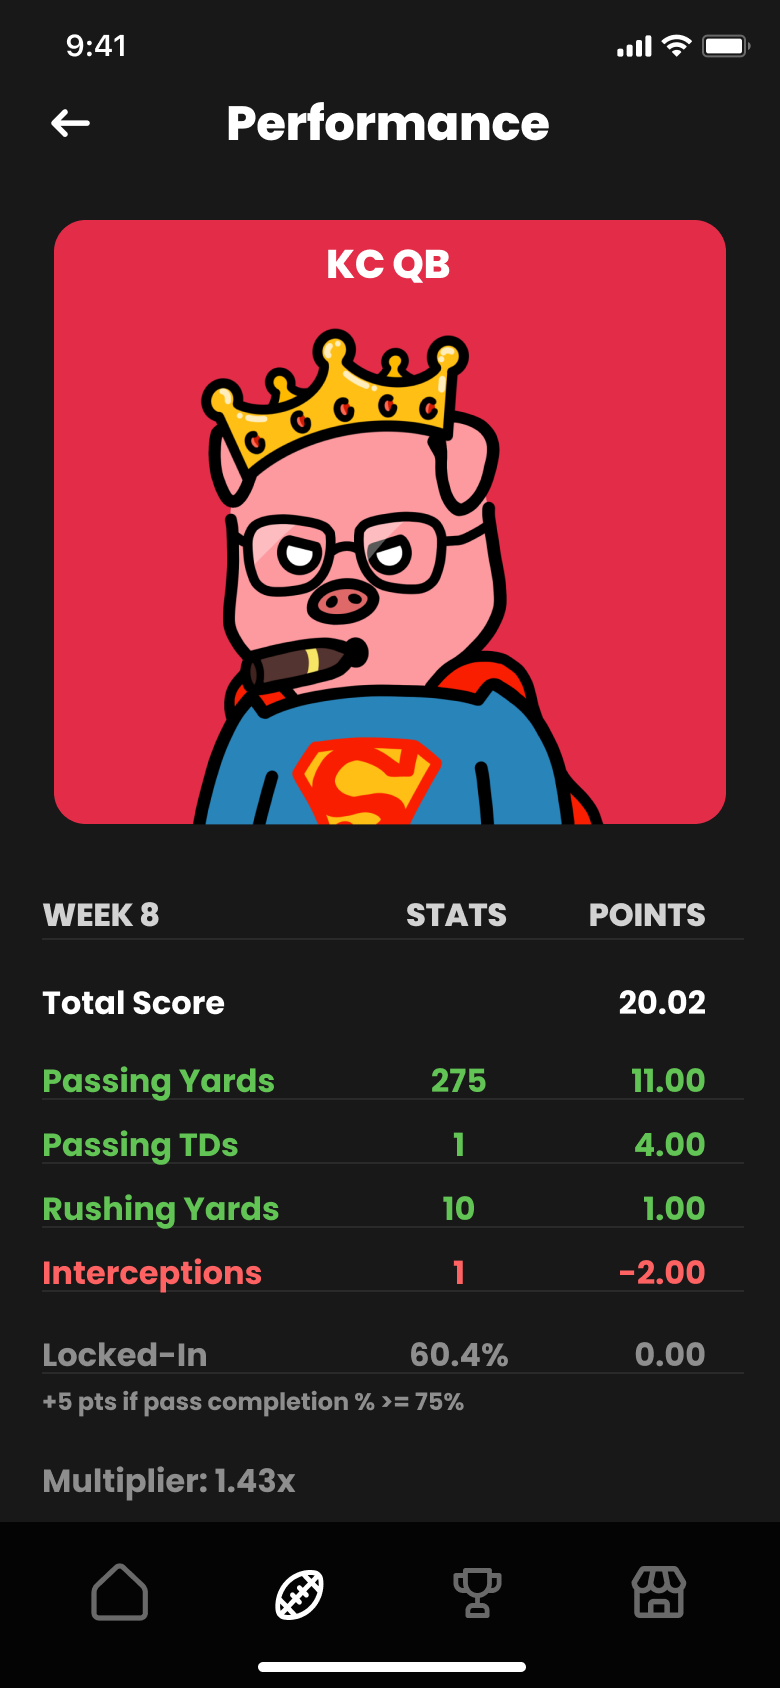 9:41
Performance
KC QB
S
WEEK 8 STATS POINTS
Total Score 20.02
Passing Yards 275 11.00
Passing TDs 1 4.00
Rushing Yards 10 1.00
Interceptions 1 -2.00
Locked-In 60.4% 0.00
+5 pts if pass completion % >= 75%
Multiplier: 1.43x